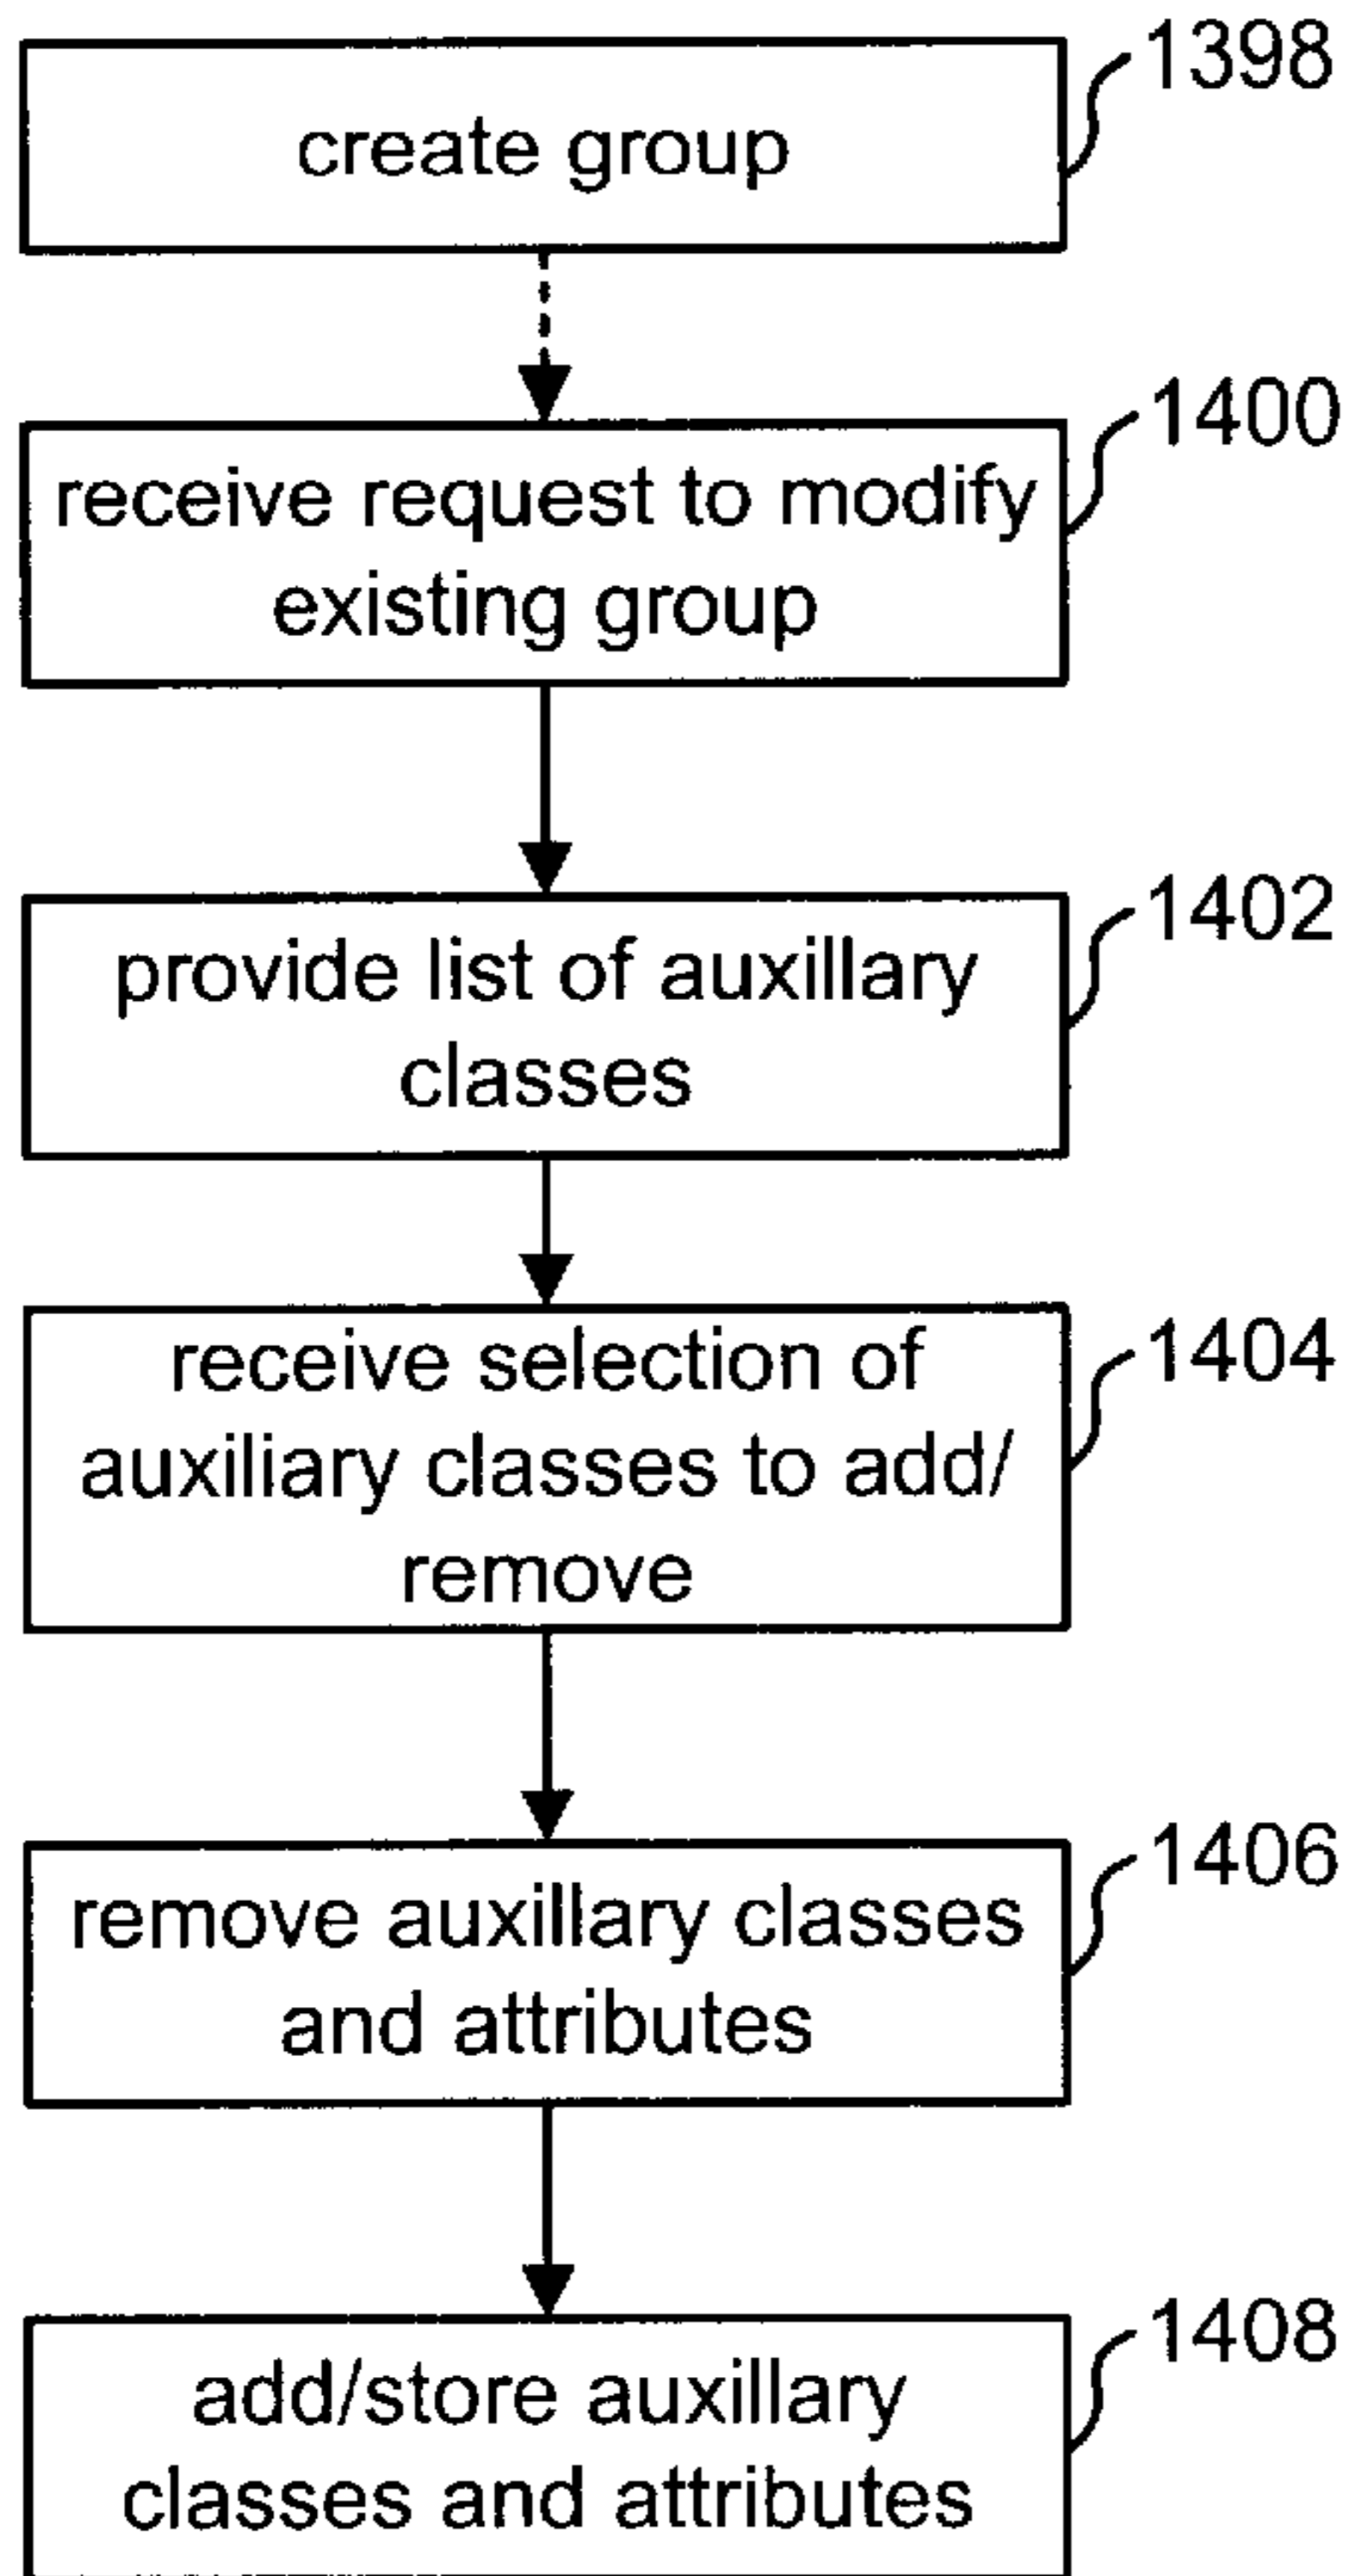 create group
1398
receive request to modify
existing group
1400
provide list of auxillary
classes
1402
receive selection of
auxiliary classes to add/
remove
1404
remove auxillary classes
and attributes
1406
add/store auxillary
classes and attributes
1408